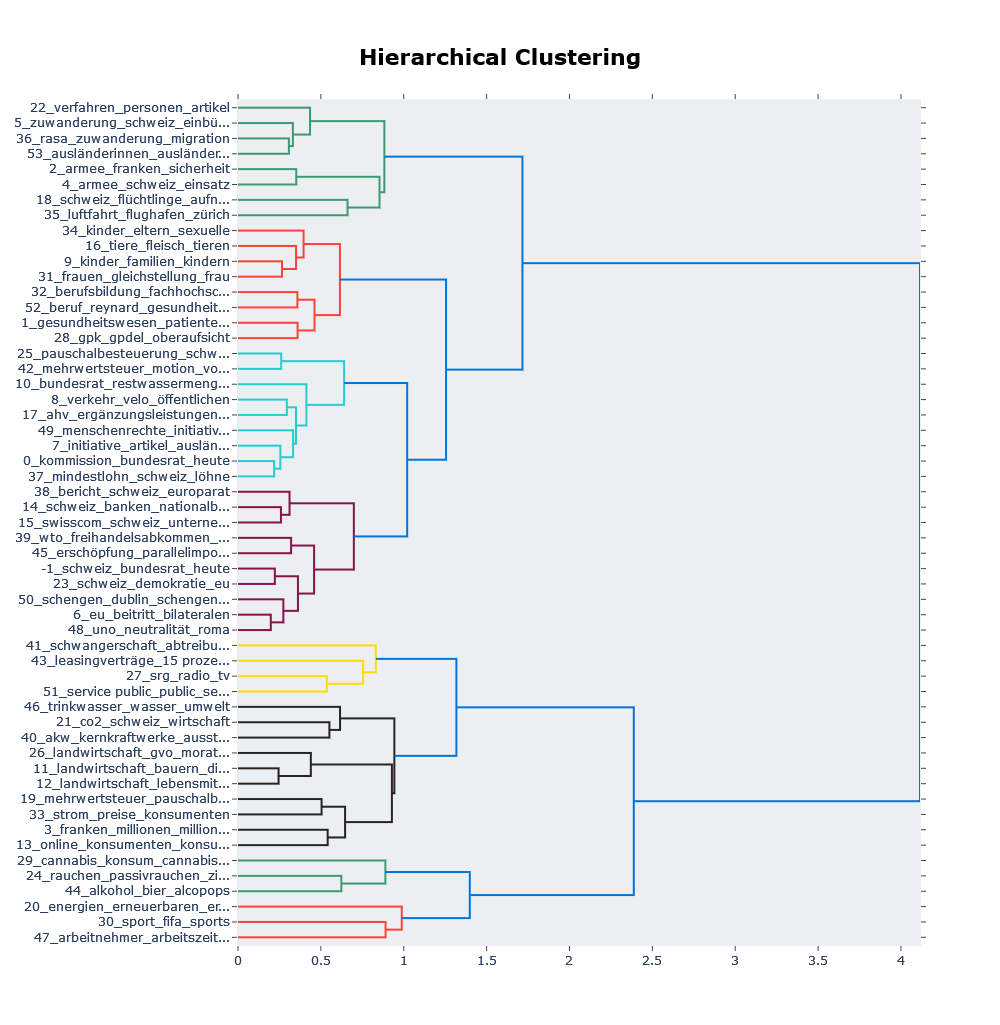 Hierarchical Clustering
22_verfahren_personen_artikel
5_zuwanderung_schweiz_einbü...
36_rasa_zuwanderung_migration
53_ausländerinnen_ausländer...
2_armee_franken_sicherheit
4_armee_schweiz_einsatz
18_schweiz_flüchtlinge_aufn...
35_luftfahrt_flughafen_zürich
34_kinder_eltern_sexuelle
16_tiere_fleisch_tieren
9_kinder_familien_kindern
31_frauen_gleichstellung_frau
32_berufsbildung_fachhochsc...
52_beruf_reynard_gesundheit...
1_gesundheitswesen_patiente...
28_gpk_gpdel_oberaufsicht
25_pauschalbesteuerung_schw...
42_mehrwertsteuer_motion_vo...
10_bundesrat_restwassermeng...
8_verkehr_velo_öffentlichen
17_ahv_ergänzungsleistungen...
49_menschenrechte_initiativ...
7_initiative_artikel_auslän...
0_kommission_bundesrat_heute
37_mindestlohn_schweiz_löhne
38_bericht_schweiz_europarat
14_schweiz_banken_nationalb...
15_swisscom_schweiz_unterne...
39_wto_freihandelsabkommen_...
45_erschöpfung_parallelimpo...
-1_schweiz_bundesrat_heute
23_schweiz_demokratie_eu
50_schengen_dublin_schengen...
6_eu_beitritt_bilateralen
48_uno_neutralität_roma
41_schwangerschaft_abtreibu...
43_leasingverträge_15 proze...
27_srg_radio_tv
51_service public_public_se...
46_trinkwasser_wasser_umwelt
21_co2_schweiz_wirtschaft
40_akw_kernkraftwerke_ausst...
26_landwirtschaft_gvo_morat...
11_landwirtschaft_bauern_di...
12_landwirtschaft_lebensmit...
19_mehrwertsteuer_pauschalb...
33_strom_preise_konsumenten
3_franken_millionen_million...
13_online_konsumenten_konsu...
29_cannabis_konsum_cannabis...
24_rauchen_passivrauchen_zi...
44_alkohol_bier_alcopops
20_energien_erneuerbaren_er...
30_sport_fifa_sports
47_arbeitnehmer_arbeitszeit...
0 0.5 1 1.5 2 2.5 3 3.5 4